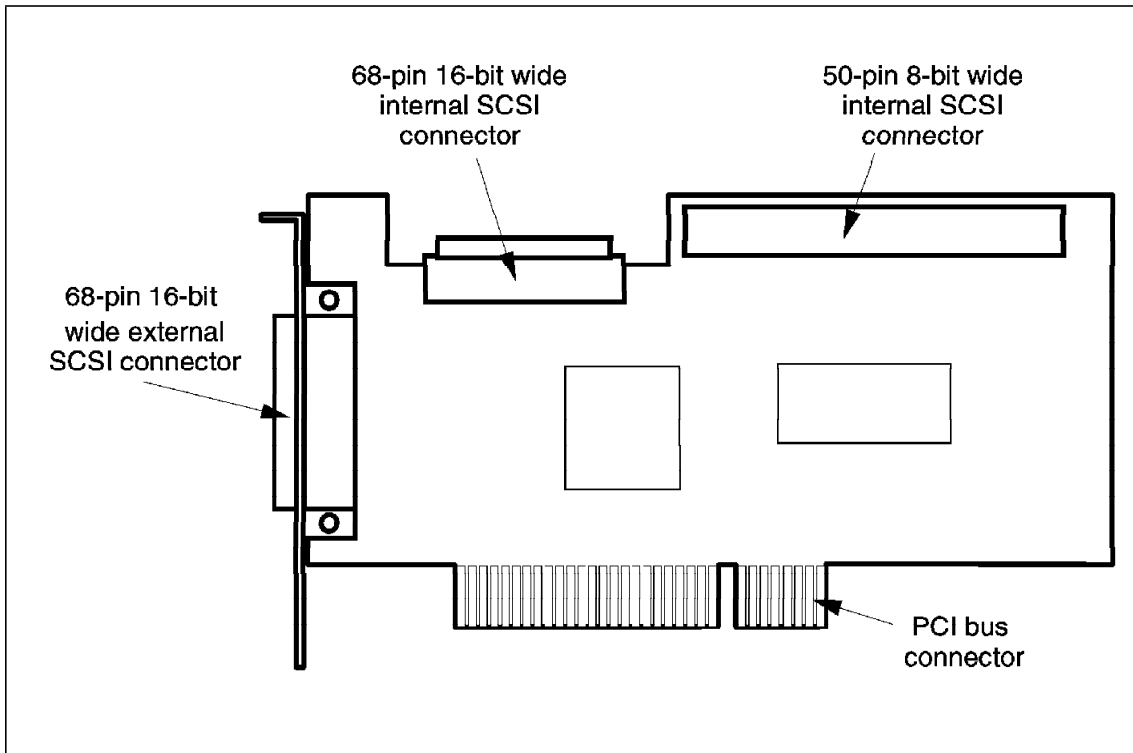 68-pin 16-bit wide
internal SCSI
connector
50-pin 8-bit wide
internal SCSI
connector
68-pin 16-bit
wide external
SCSI connector
PCI bus
connector